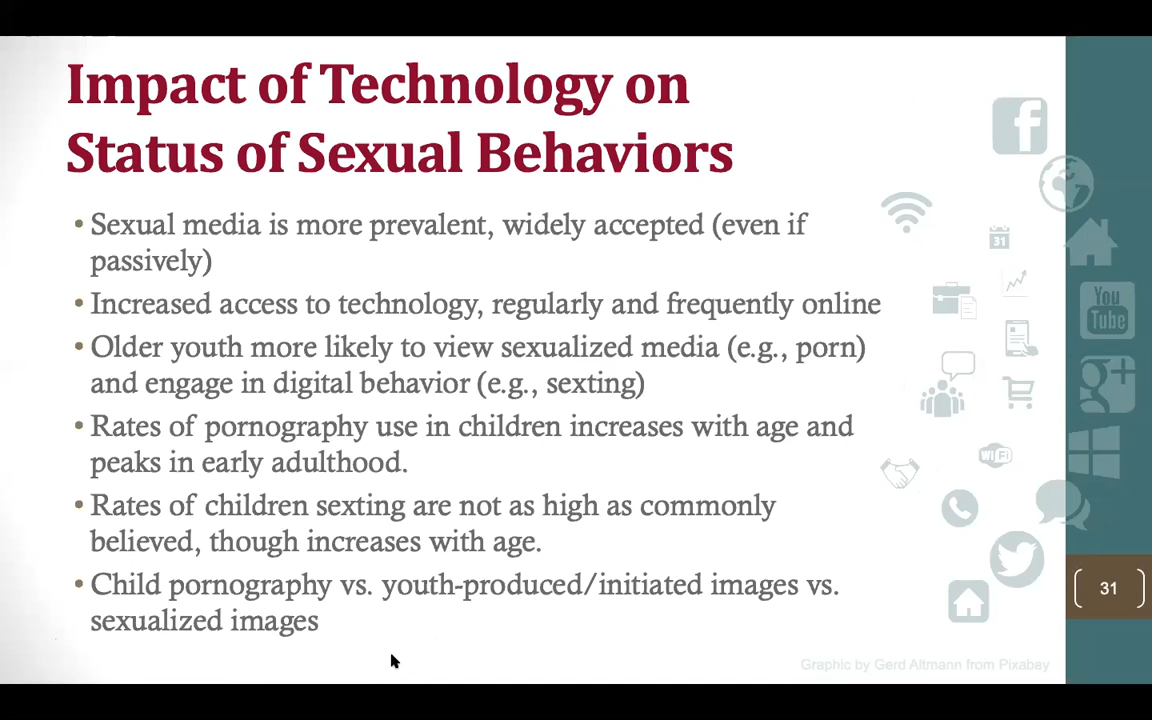 Impact of Technology on
Status of Sexual Behaviors
• Sexual media is more prevalent, widely accepted (even if
passively)
• Increased access to technology, regularly and frequently online
• Older youth more likely to view sexualized media (e.g., porn)
and engage in digital behavior (e.g., sexting)
• Rates of pornography use in children increases with age and
peaks in early adulthood.
• Rates of children sexting are not as high as commonly
believed, though increases with age.
• Child pornography vs. youth-produced/initiated images vs.
sexualized images
f
31
You
Tube
g+
WiFi
31
Graphic by Gerd Altmann from Pixabay